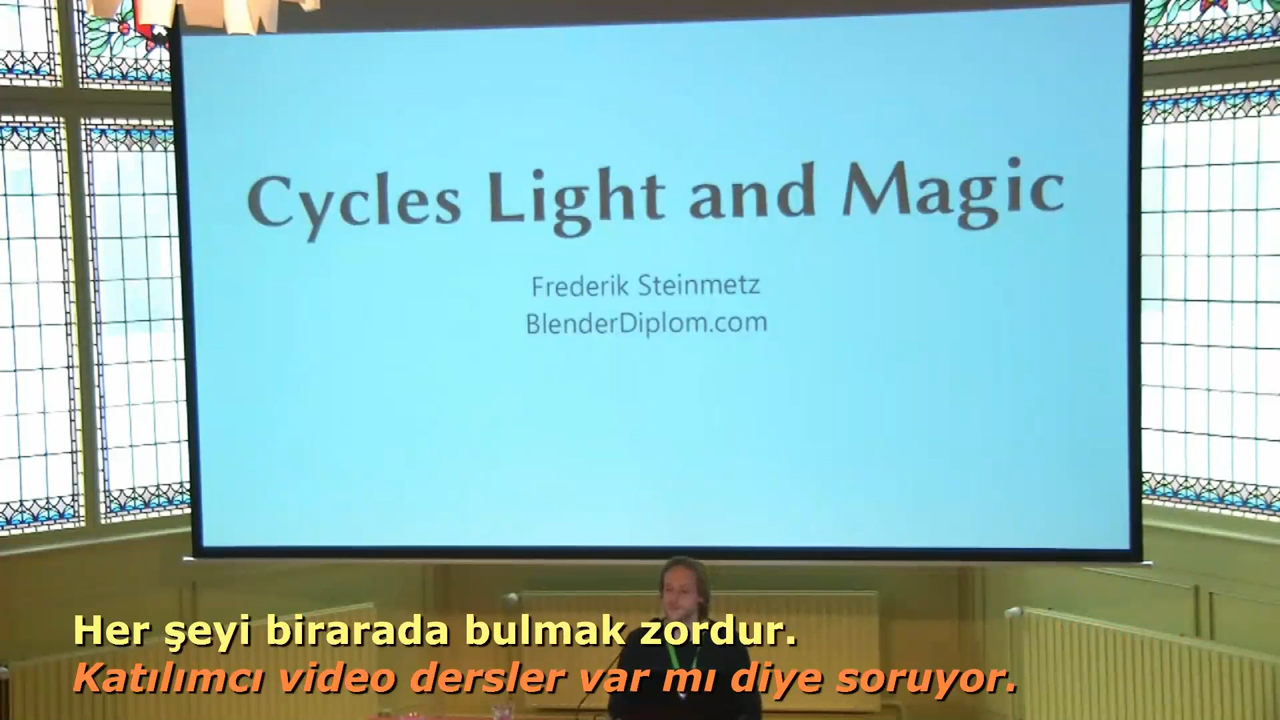 Cycles Light and Magic
Frederik Steinmetz
BlenderDiplom.com
Her şeyi birarada bulmak zordur.
Katılımcı video dersler var mı diye soruyor.